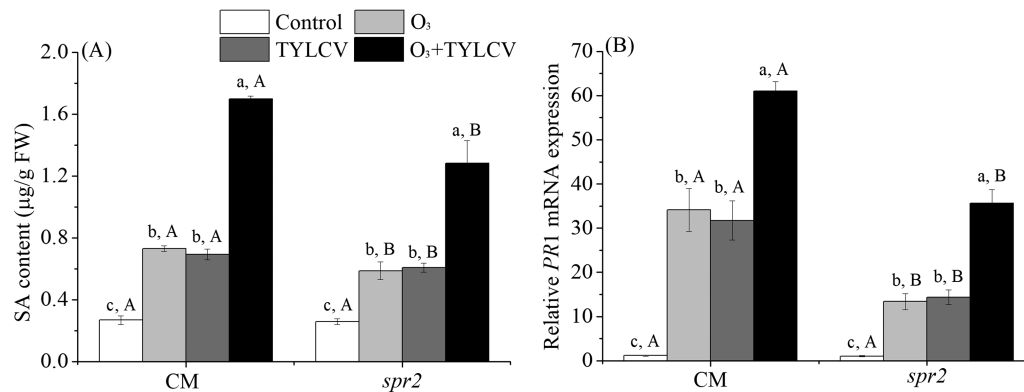 Control O₃
TYLCV O₃+TYLCV
(A)
SA content (µg/g FW)
2.0
1.6
1.2
0.8
0.4
0.0
c, A
b, A
b, A
a, A
c, A
b, B
b, B
a, B
CM spr2
(B)
Relative PR1 mRNA expression
70
60
50
40
30
20
10
0
c, A
b, A
b, A
a, A
c, A
b, B
b, B
a, B
CM spr2